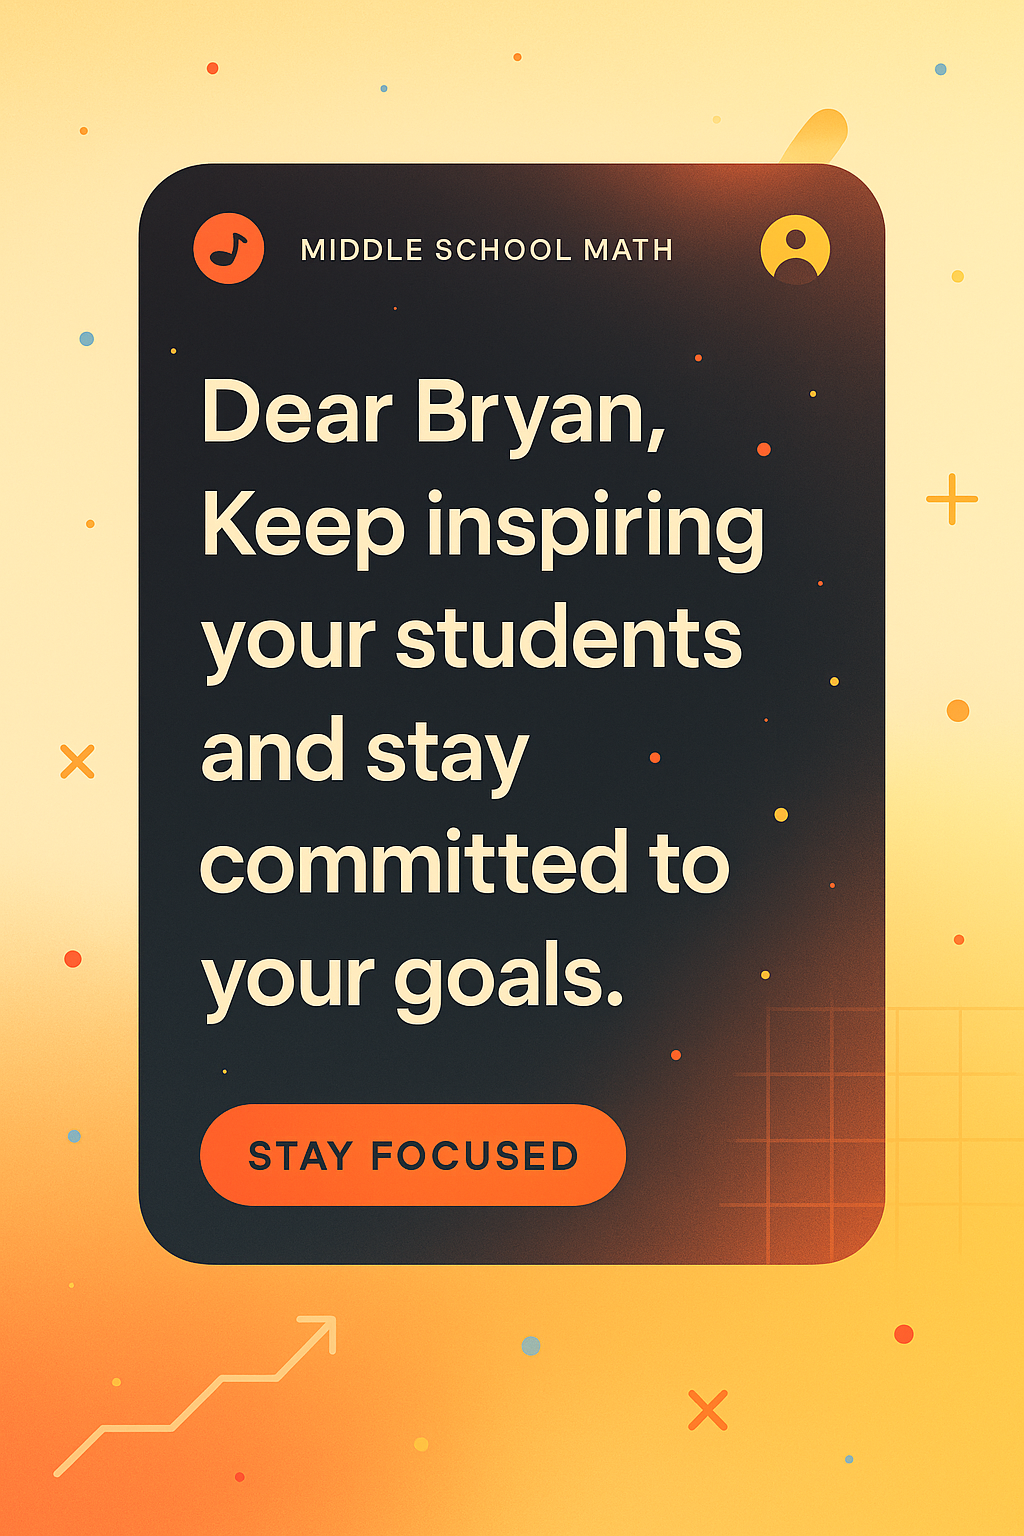 MIDDLE SCHOOL MATH
Dear Bryan,
Keep inspiring
your students
and stay
committed to
your goals.
STAY FOCUSED